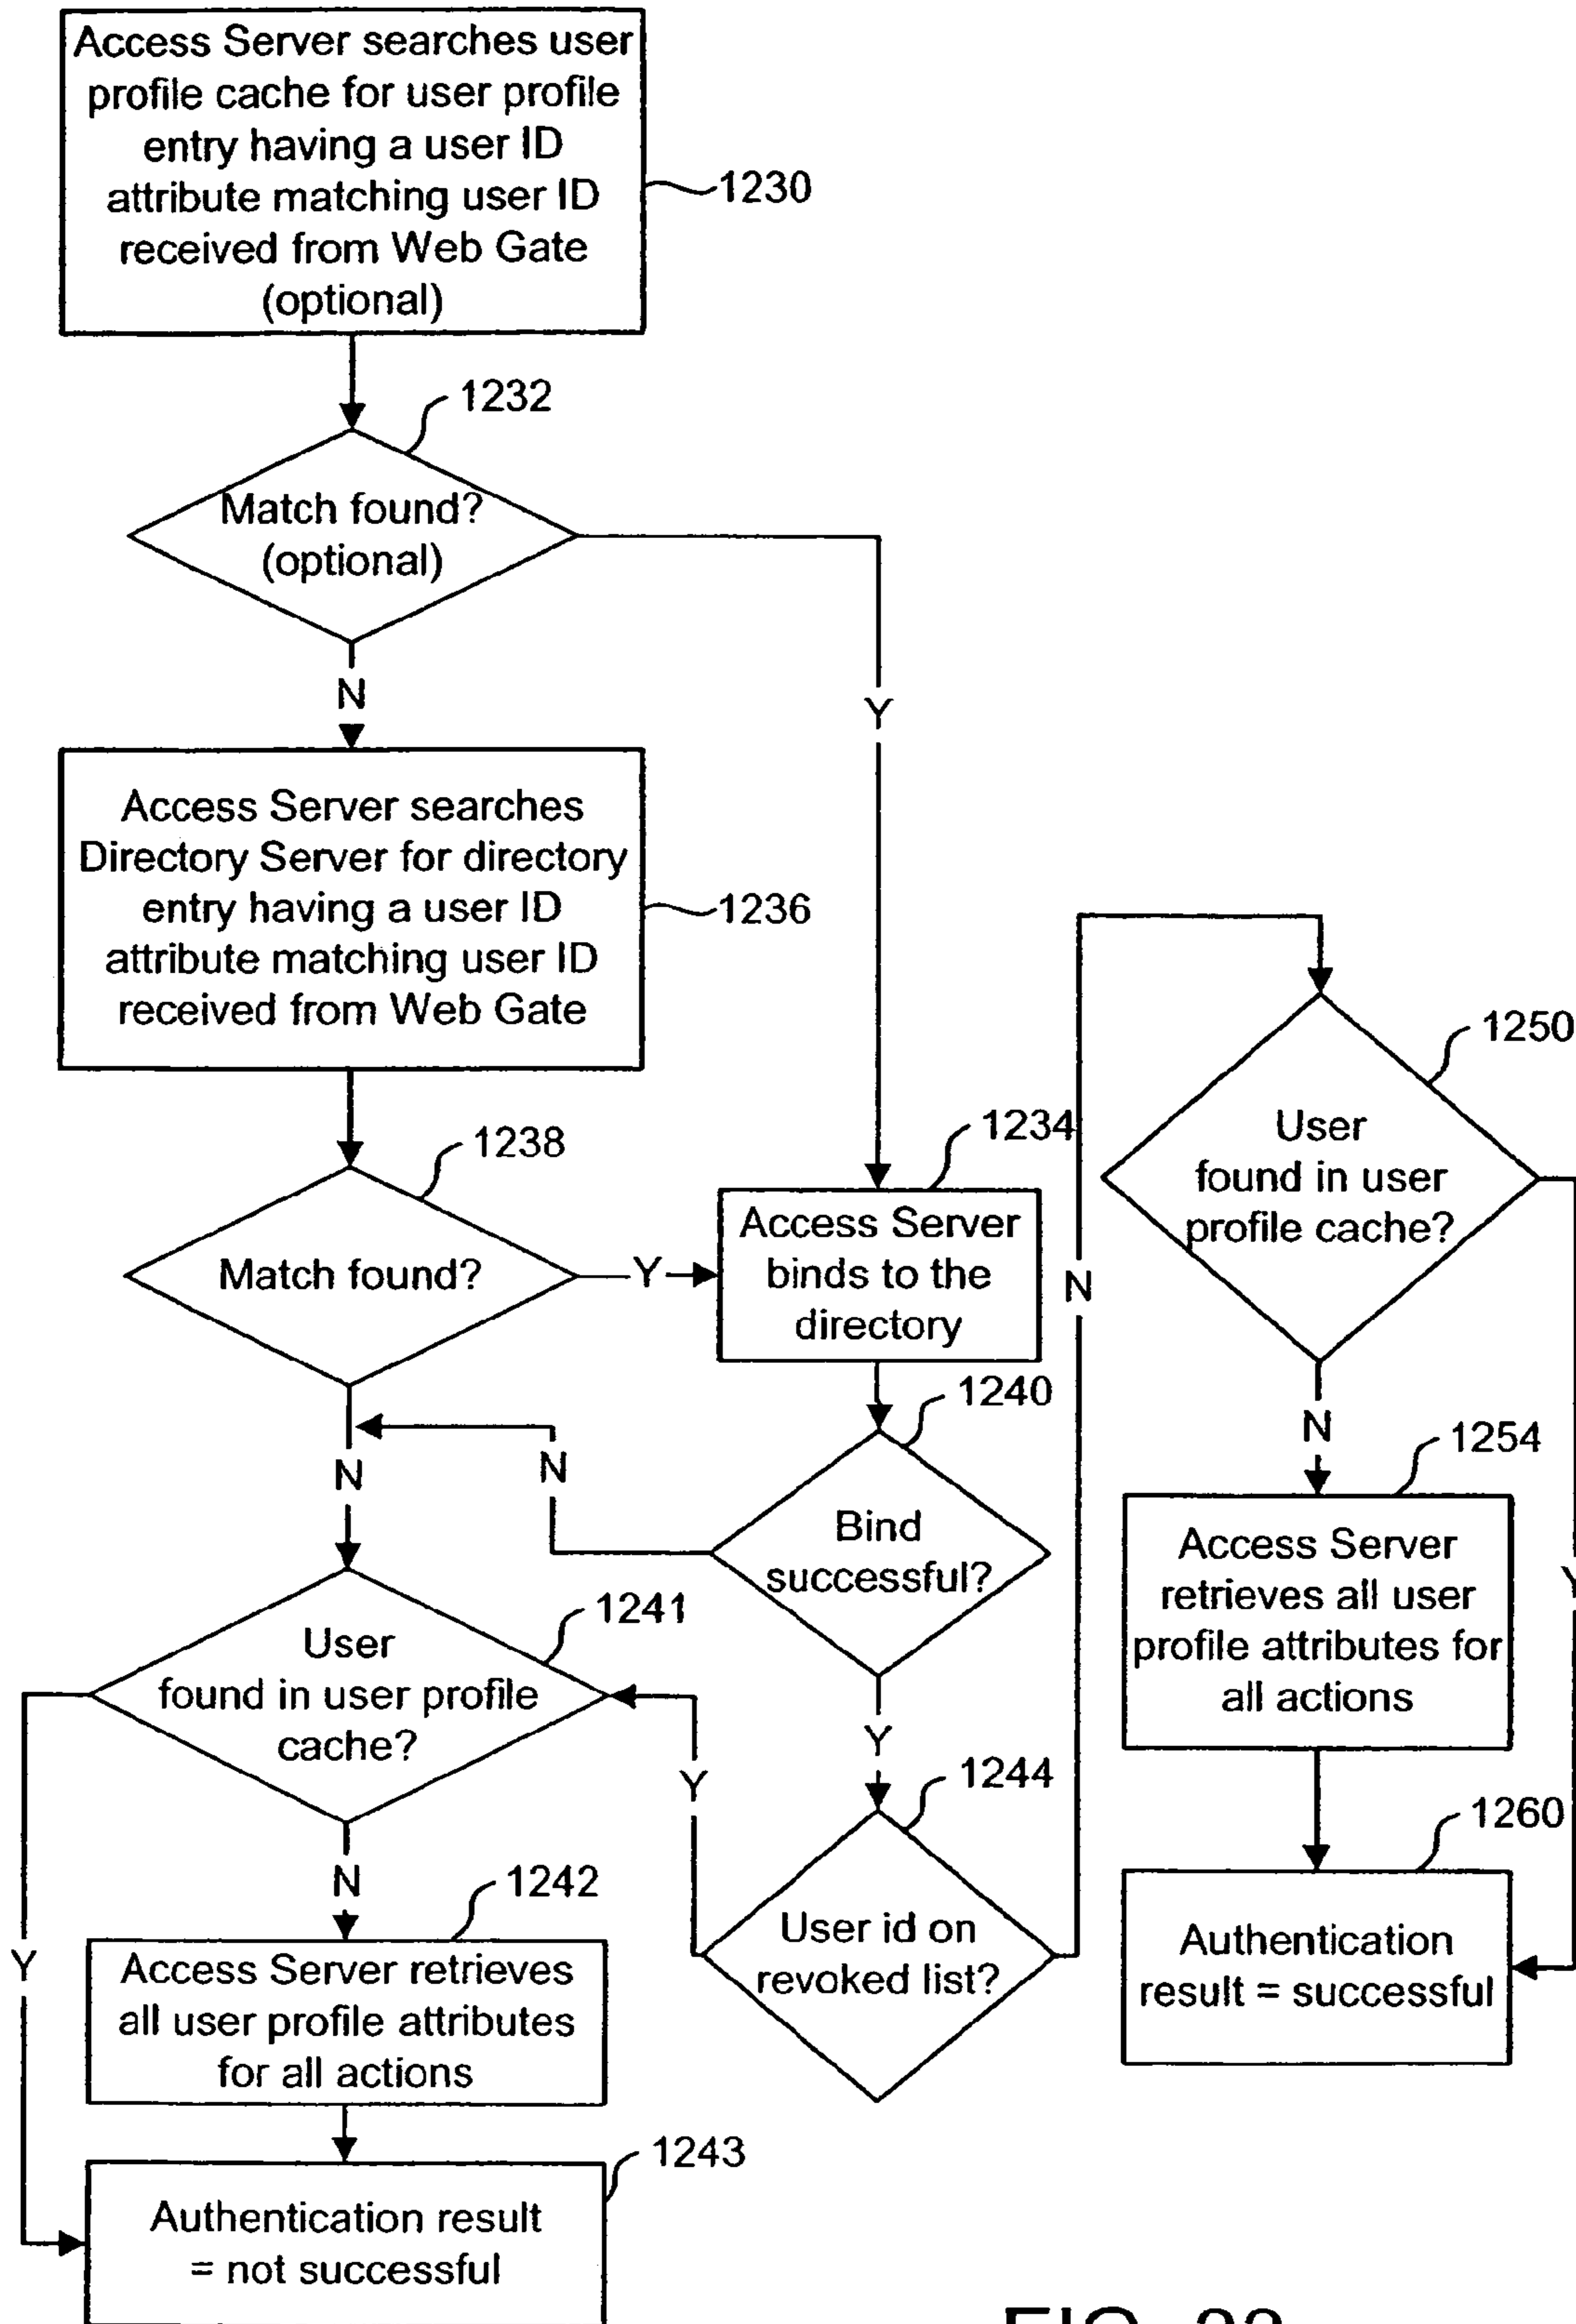 Access Server searches user
profile cache for user profile
entry having a user ID
attribute matching user ID
received from Web Gate
(optional)
1230
1232
Match found?
(optional)
N
Y
Access Server searches
Directory Server for directory
entry having a user ID
attribute matching user ID
received from Web Gate
1236
1238
Match found?
Y
N
1234
Access Server
binds to the
directory
1240
Bind
successful?
N
Y
1241
User
found in user profile
cache?
Y
N
1244
User id on
revoked list?
Y
N
1242
Access Server retrieves
all user profile attributes
for all actions
1243
Authentication result
= not successful
1250
User
found in user
profile cache?
N
Y
1254
Access Server
retrieves all user
profile attributes for
all actions
1260
Authentication
result = successful
FIG.